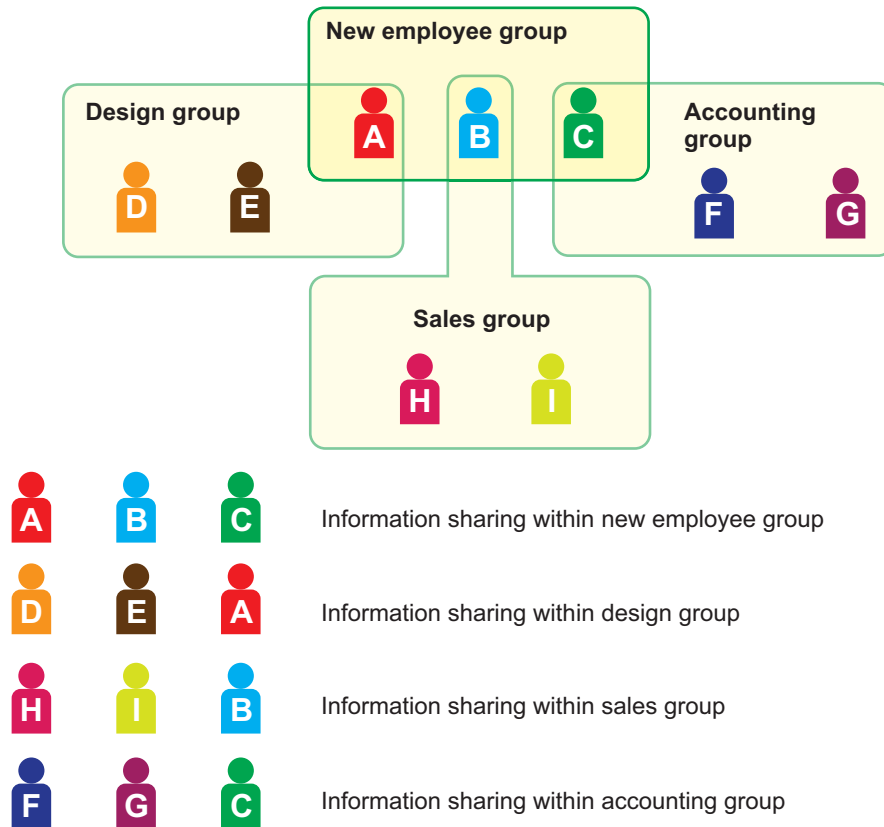 New employee group
Design group
A
B
C
Accounting
group
D
E
F
G
Sales group
H
I
A B C Information sharing within new employee group
D E A Information sharing within design group
H I B Information sharing within sales group
F G C Information sharing within accounting group